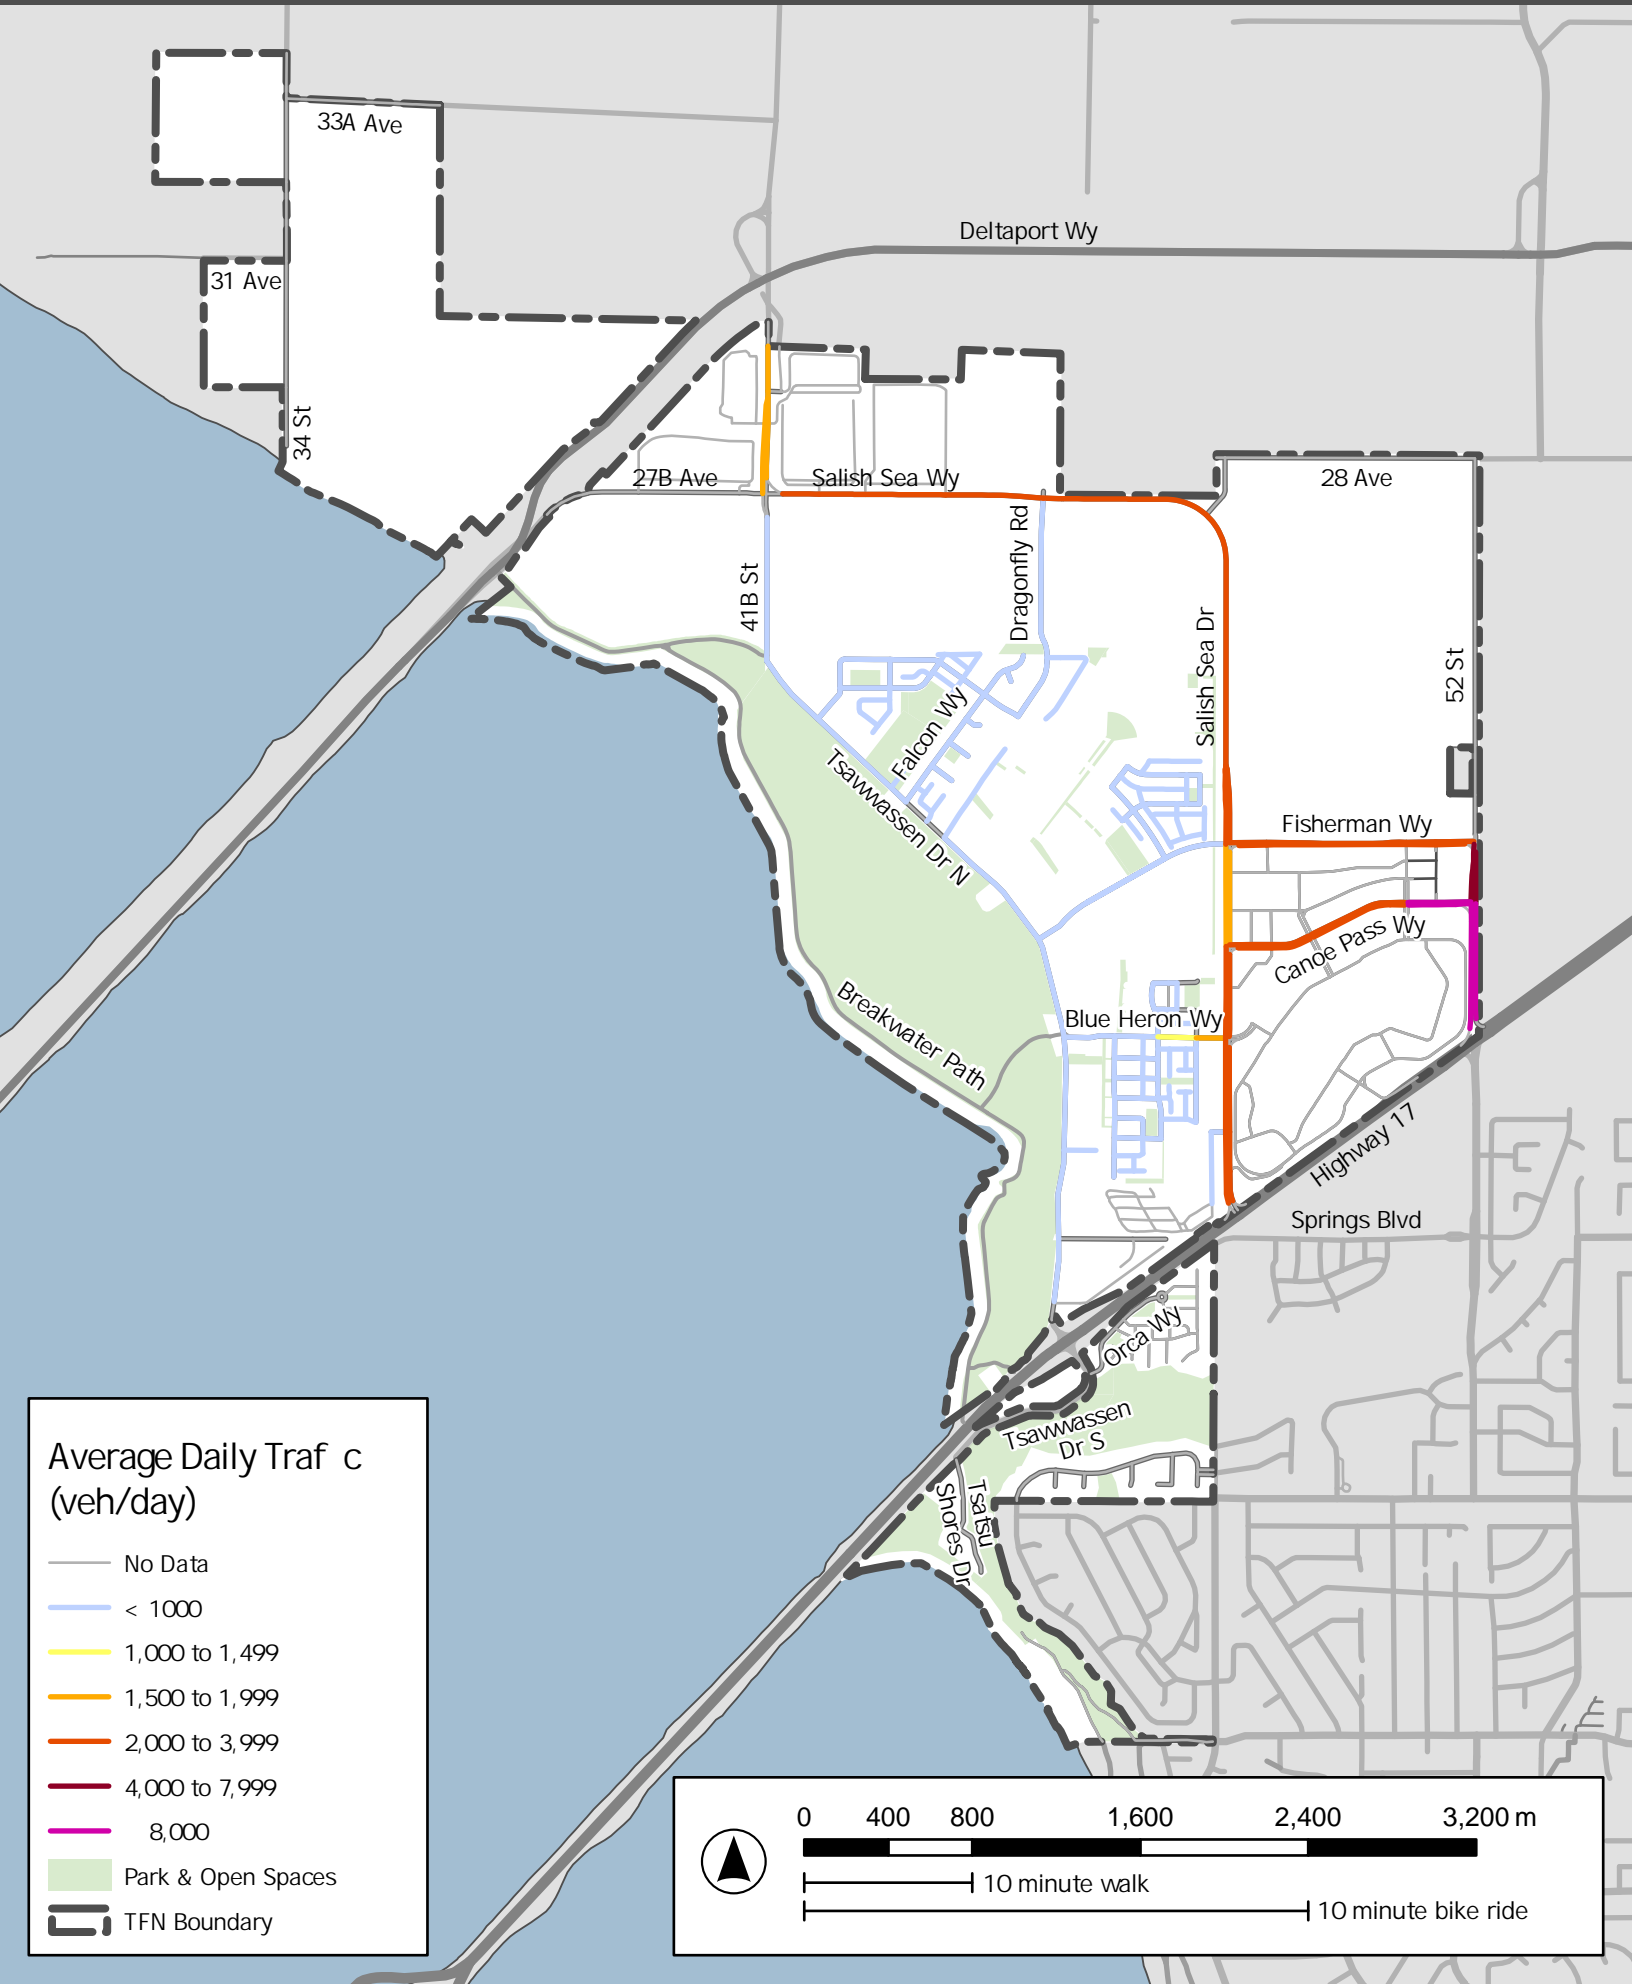 33A Ave
Deltaport Wy
31 Ave
34 St
27B Ave
Salish Sea Wy
28 Ave
Dragonfly Rd
41B St
Salish Sea Dr
52 St
Falcon Wy
Tsawwassen Dr N
Fisherman Wy
Canoe Pass Wy
Breakwater Path
Blue Heron Wy
Highway 17
Springs Blvd
Orca Wy
Tsawwassen
Dr S
Tsatsu
Shores Dr
Average Daily Traf c
(veh/day)
No Data
< 1000
1,000 to 1,499
1,500 to 1,999
2,000 to 3,999
4,000 to 7,999
8,000
Park & Open Spaces
TFN Boundary
0 400 800 1,600 2,400 3,200 m
10 minute walk
10 minute bike ride